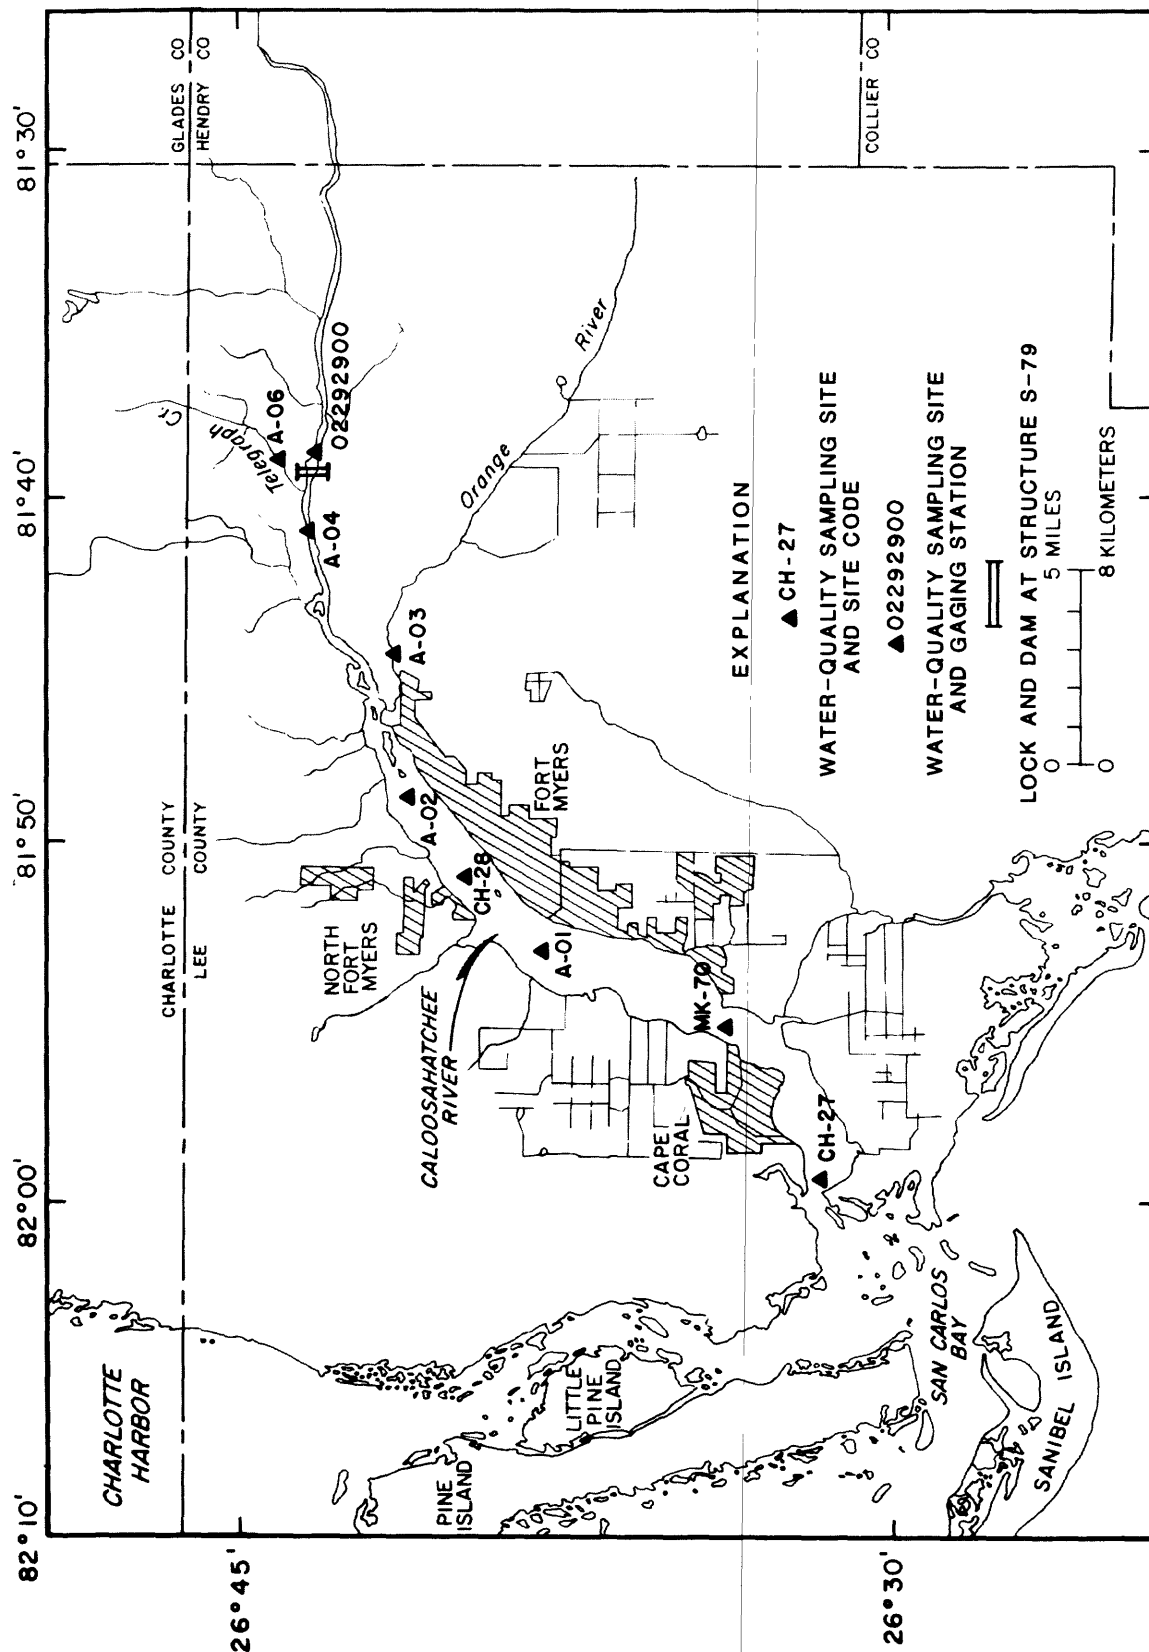 82°10'
82°00'
81°50'
81°40'
81°30'
26°45'
26°30'
CHARLOTTE
HARBOR
CHARLOTTE COUNTY
LEE COUNTY
GLADES CO
HENDRY CO
COLLIER CO
PINE
ISLAND
LITTLE
PINE
ISLAND
SAN CARLOS
BAY
SANIBEL ISLAND
CAPE
CORAL
CALOOSAHATCHEE
RIVER
NORTH
FORT
MYERS
FORT
MYERS
Telegraph Cr.
Orange River
CH-27
MK-70
A-01
CH-28
A-02
A-03
A-04
A-06
02292900
EXPLANATION
CH-27
WATER-QUALITY SAMPLING SITE
AND SITE CODE
02292900
WATER-QUALITY SAMPLING SITE
AND GAGING STATION
LOCK AND DAM AT STRUCTURE S-79
0 5 MILES
0 8 KILOMETERS